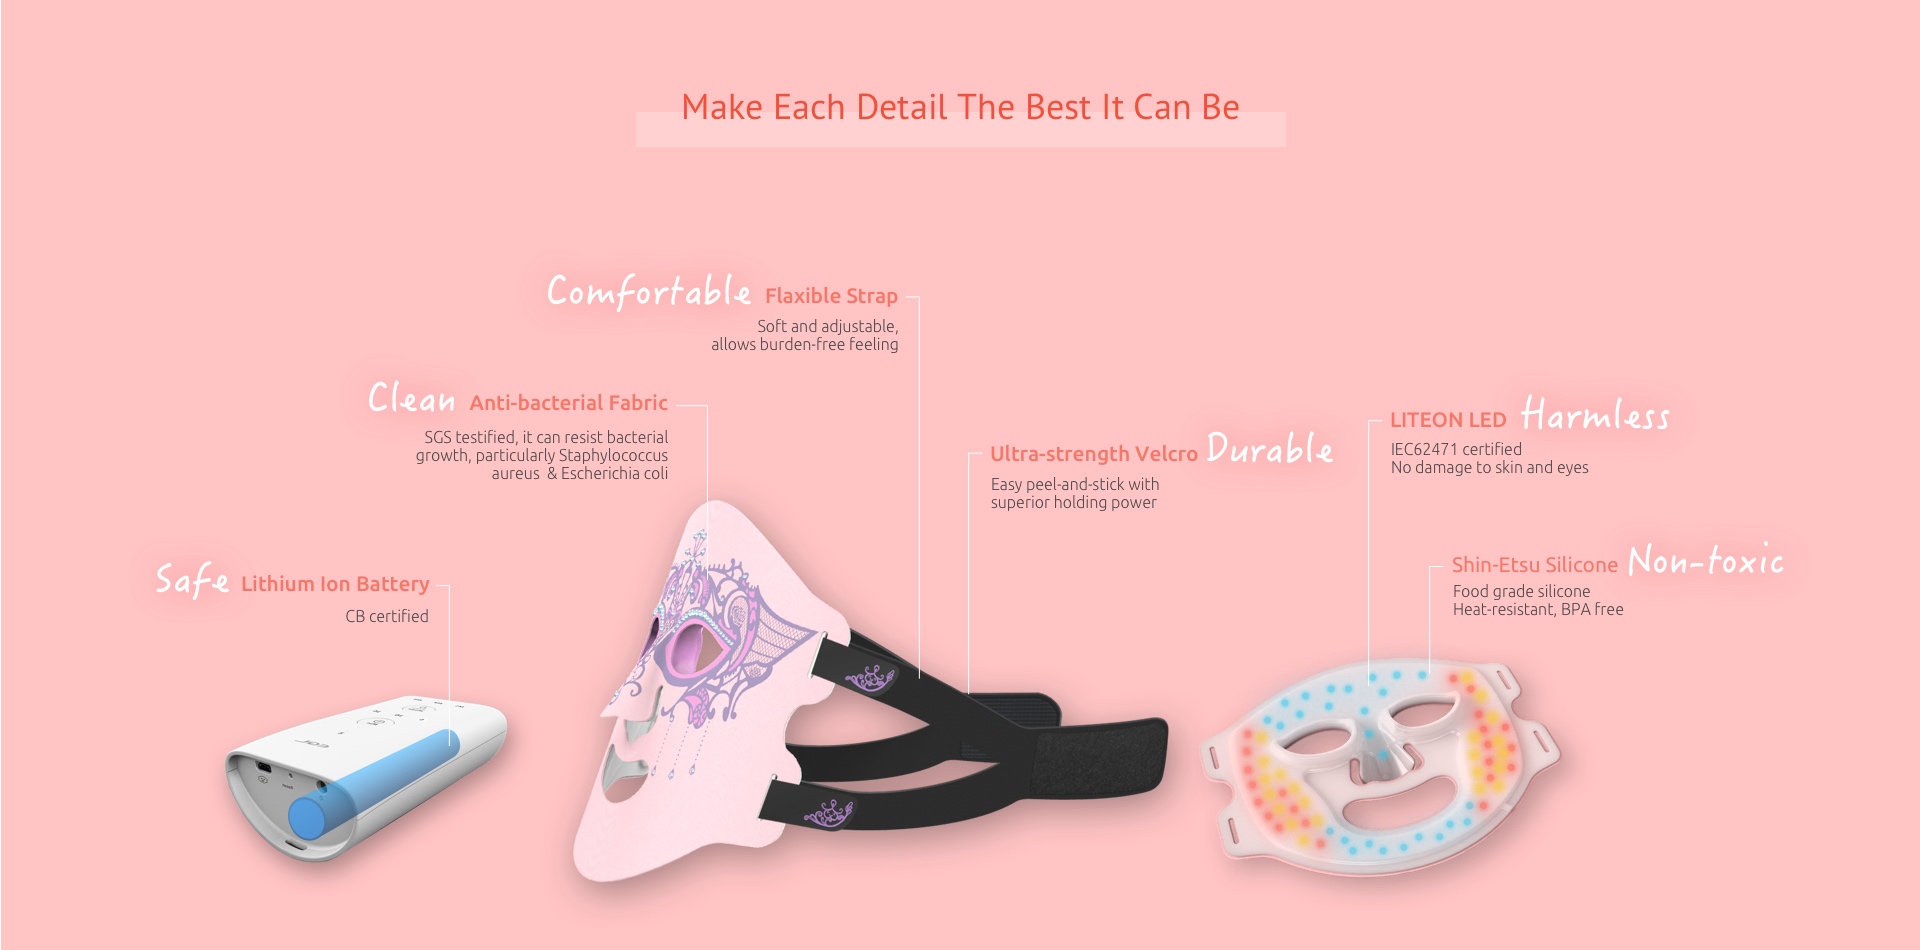 Make Each Detail The Best It Can Be
Comfortable Flaxible Strap
Soft and adjustable,
allows burden-free feeling
Clean Anti-bacterial Fabric
SGS testified, it can resist bacterial
growth, particularly Staphylococcus
aureus & Escherichia coli
Safe Lithium Ion Battery
CB certified
Ultra-strength Velcro Durable
Easy peel-and-stick with
superior holding power
LITEON LED Harmless
IEC62471 certified
No damage to skin and eyes
Shin-Etsu Silicone Non-toxic
Food grade silicone
Heat-resistant, BPA free